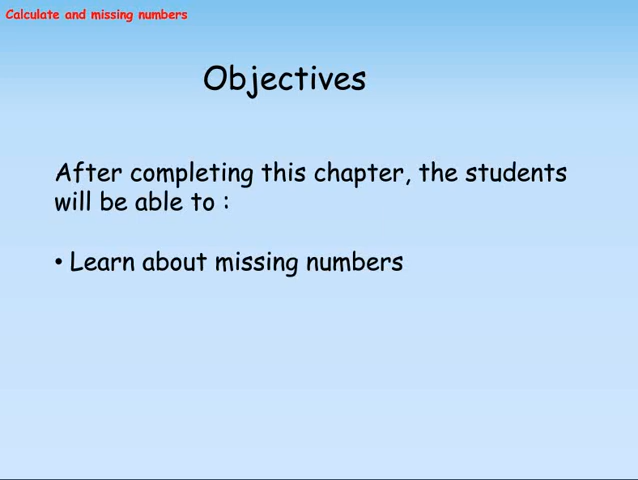 Calculate and missing numbers
Objectives
After completing this chapter, the students
will be able to :
• Learn about missing numbers